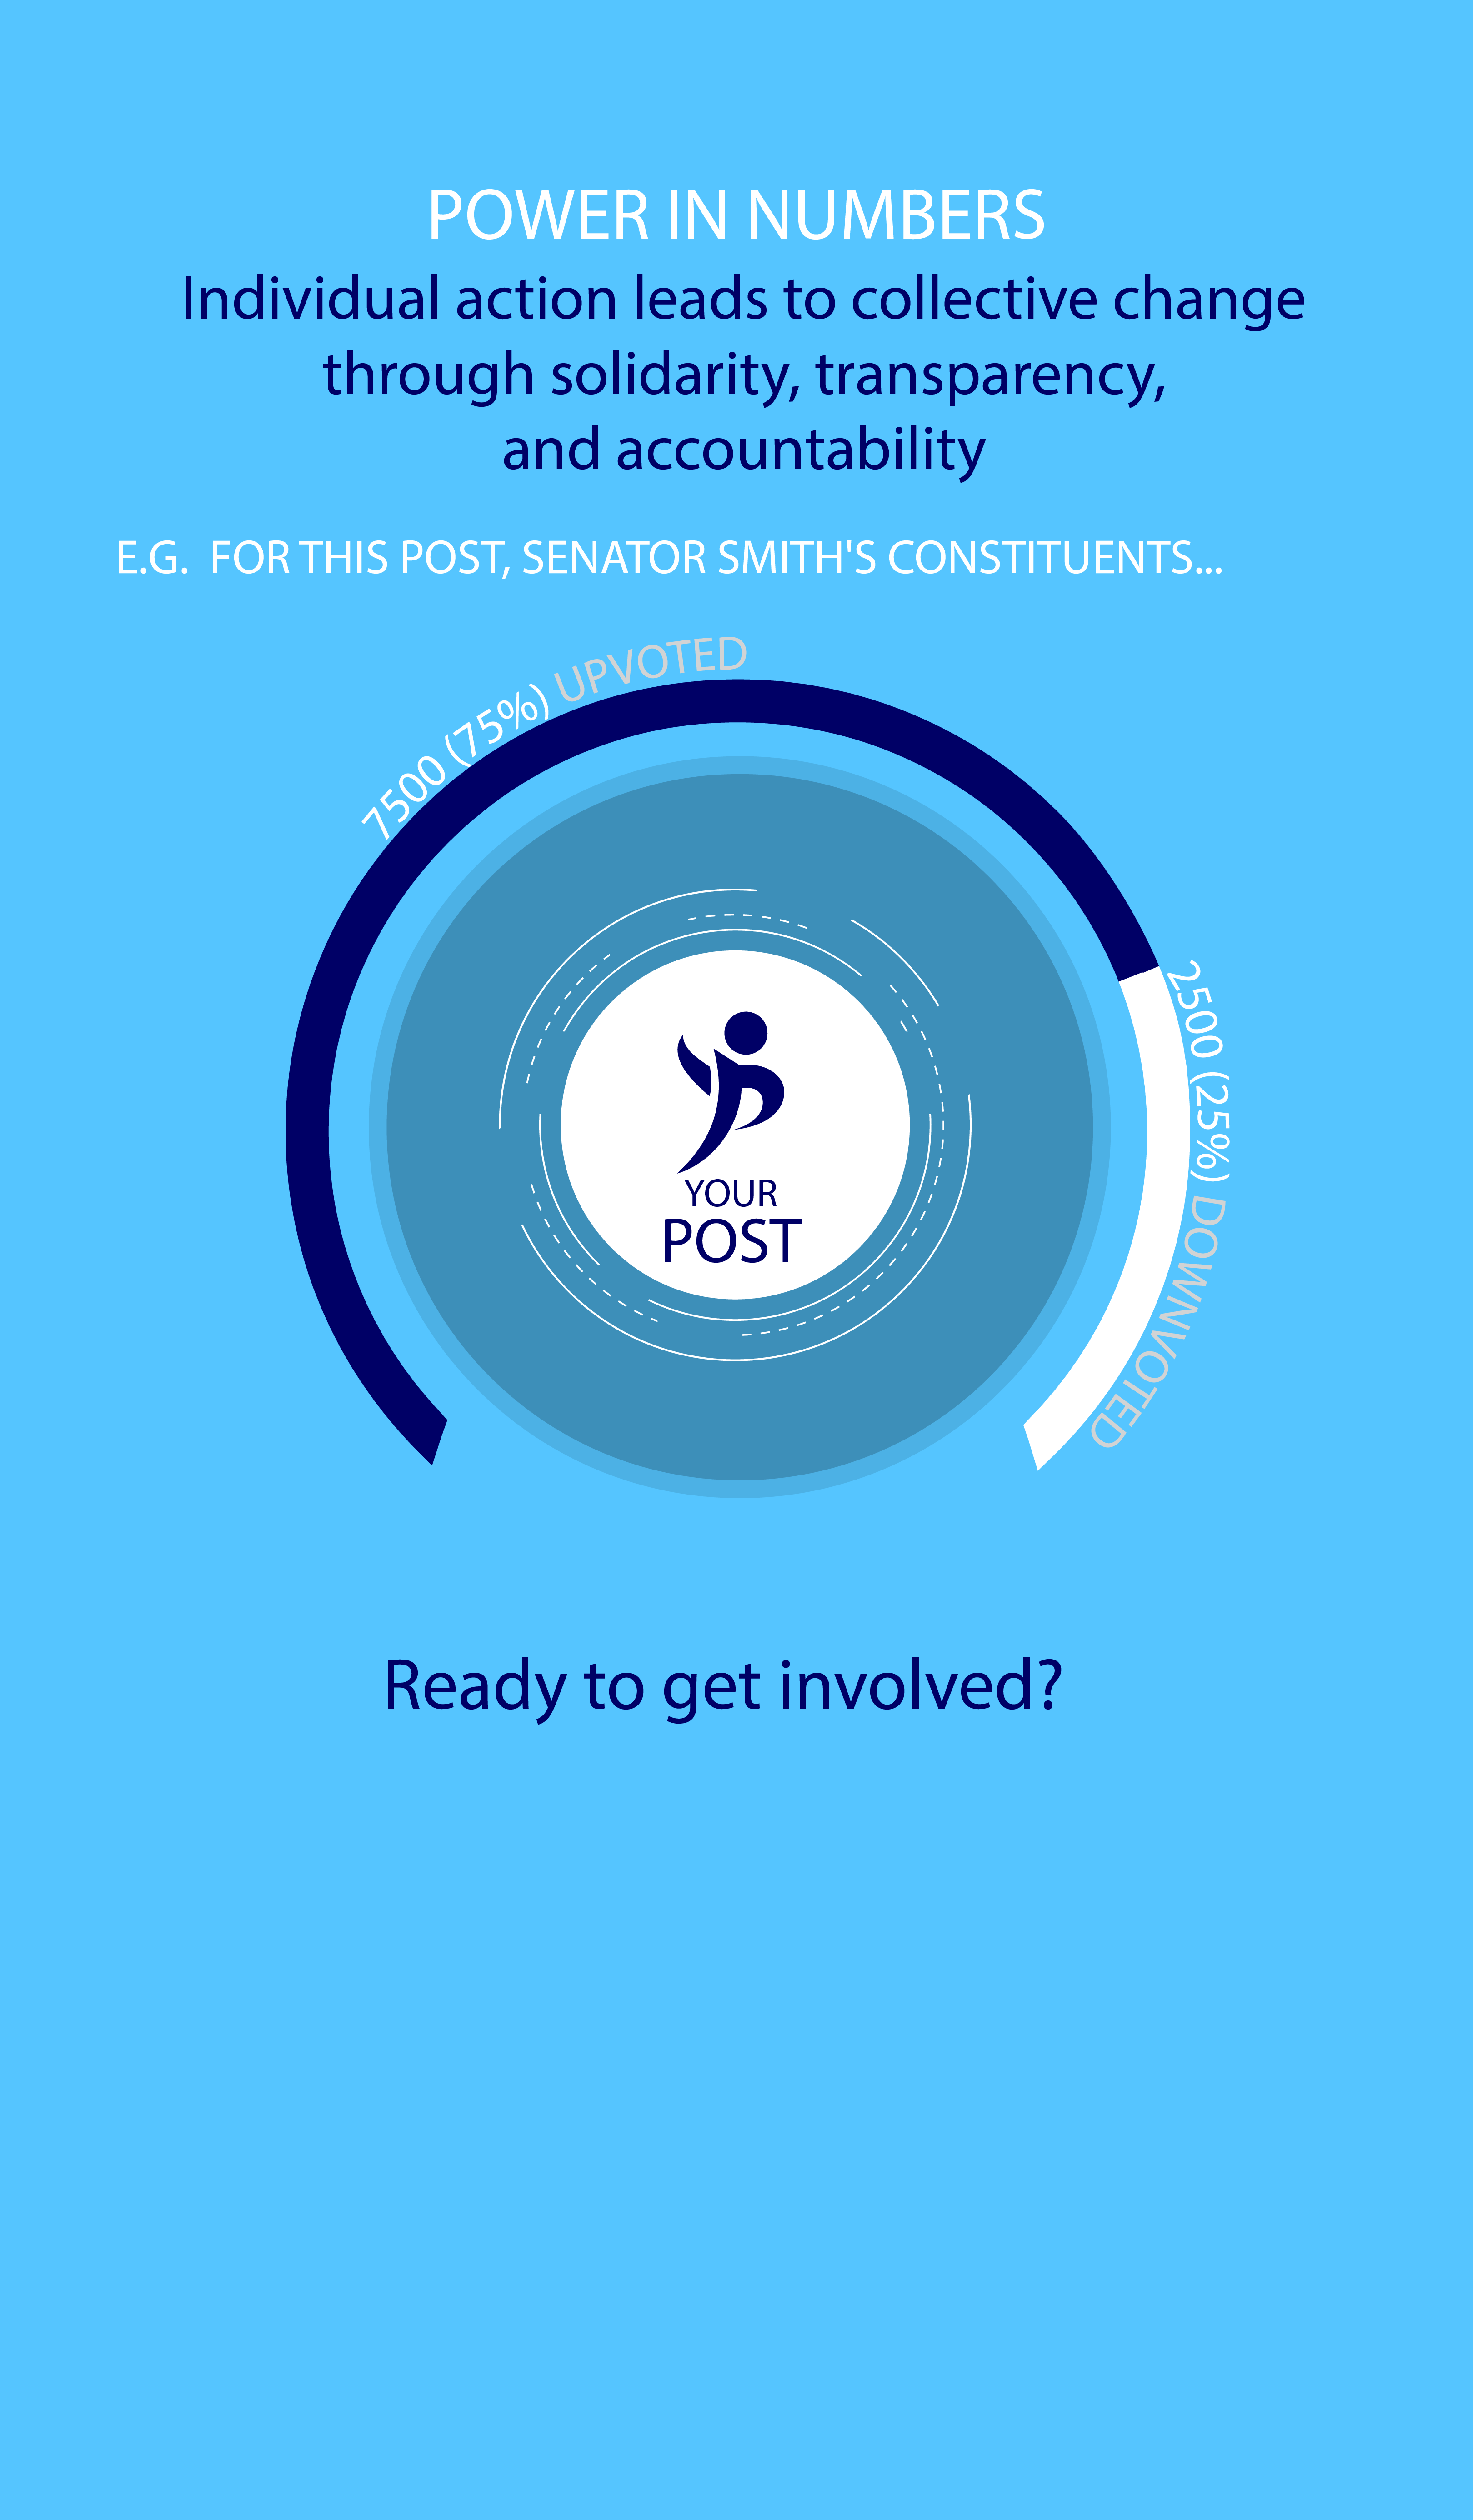 POWER IN NUMBERS
Individual action leads to collective change
through solidarity, transparency,
and accountability
E.G.  FOR THIS POST, SENATOR SMITH'S CONSTITUENTS...
7500 (75%) UPVOTED
2500 (25%) DOWNVOTED
YOUR
POST
Ready to get involved?